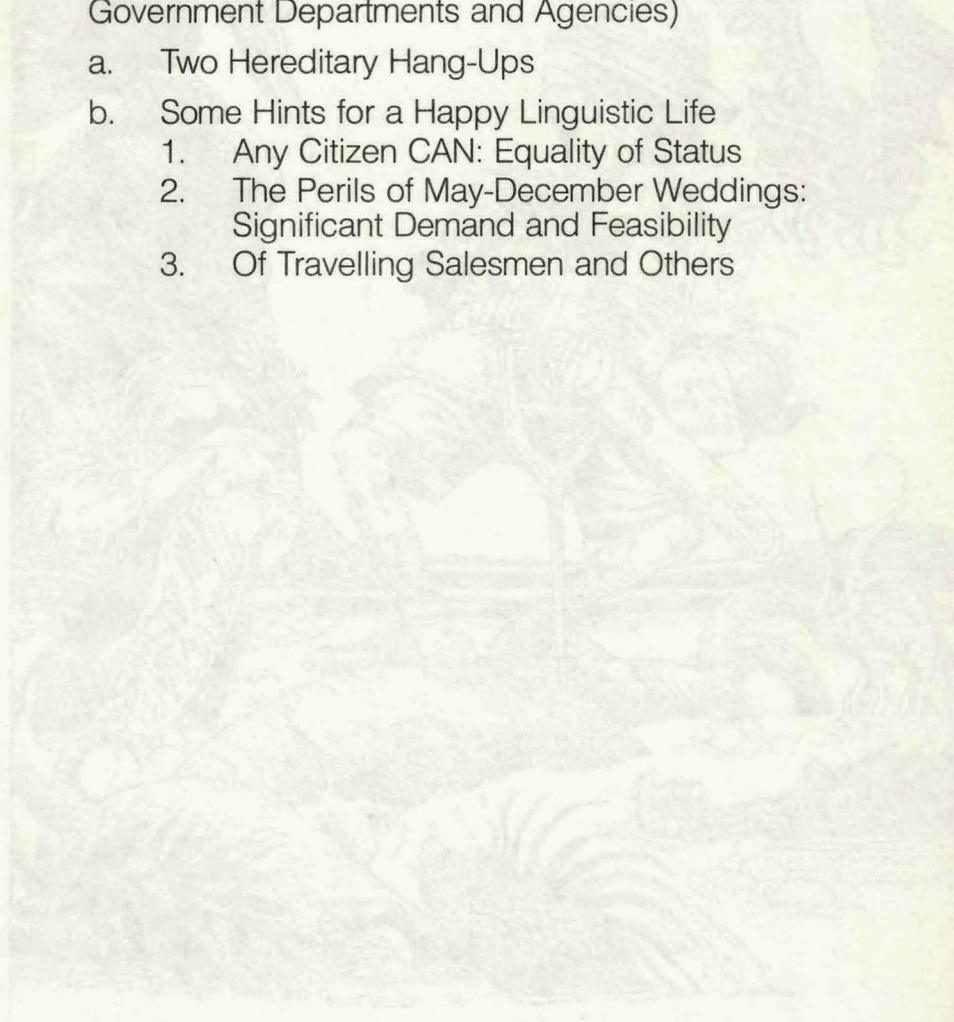 Government Departments and Agencies)
a. Two Hereditary Hang-Ups
b. Some Hints for a Happy Linguistic Life
1. Any Citizen CAN: Equality of Status
2. The Perils of May-December Weddings:
Significant Demand and Feasibility
3. Of Travelling Salesmen and Others